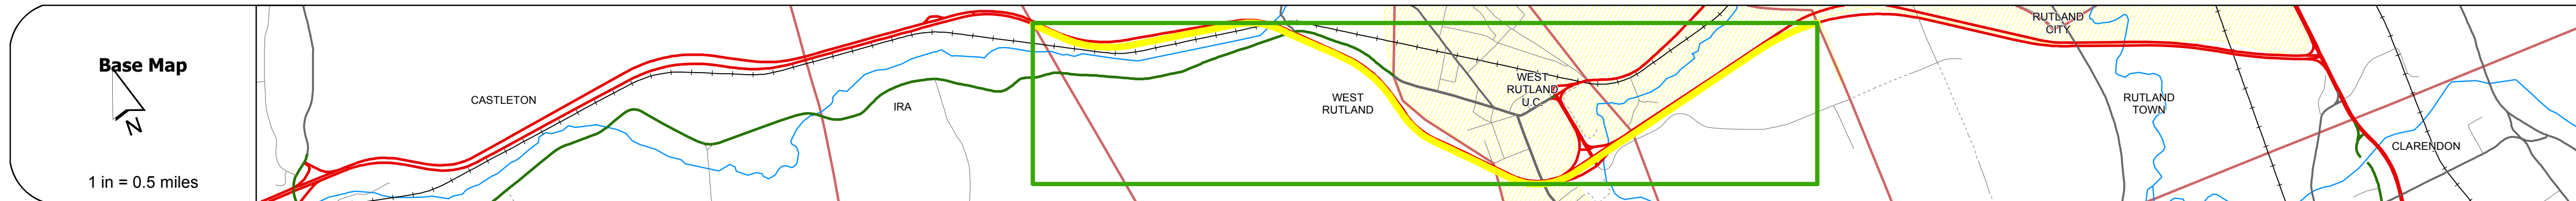 Base Map
N
1 in = 0.5 miles
CASTLETON
IRA
WEST
RUTLAND
WEST
RUTLAND
U.C.
RUTLAND
CITY
RUTLAND
TOWN
CLARENDON